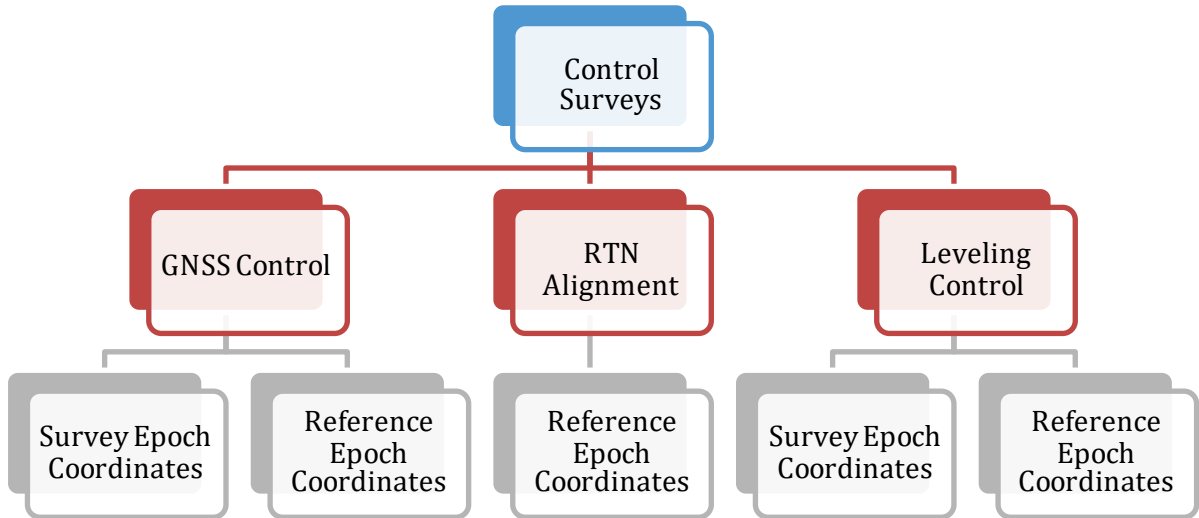 Control
Surveys
GNSS Control
RTN
Alignment
Leveling
Control
Survey Epoch
Coordinates
Reference
Epoch
Coordinates
Reference
Epoch
Coordinates
Survey Epoch
Coordinates
Reference
Epoch
Coordinates